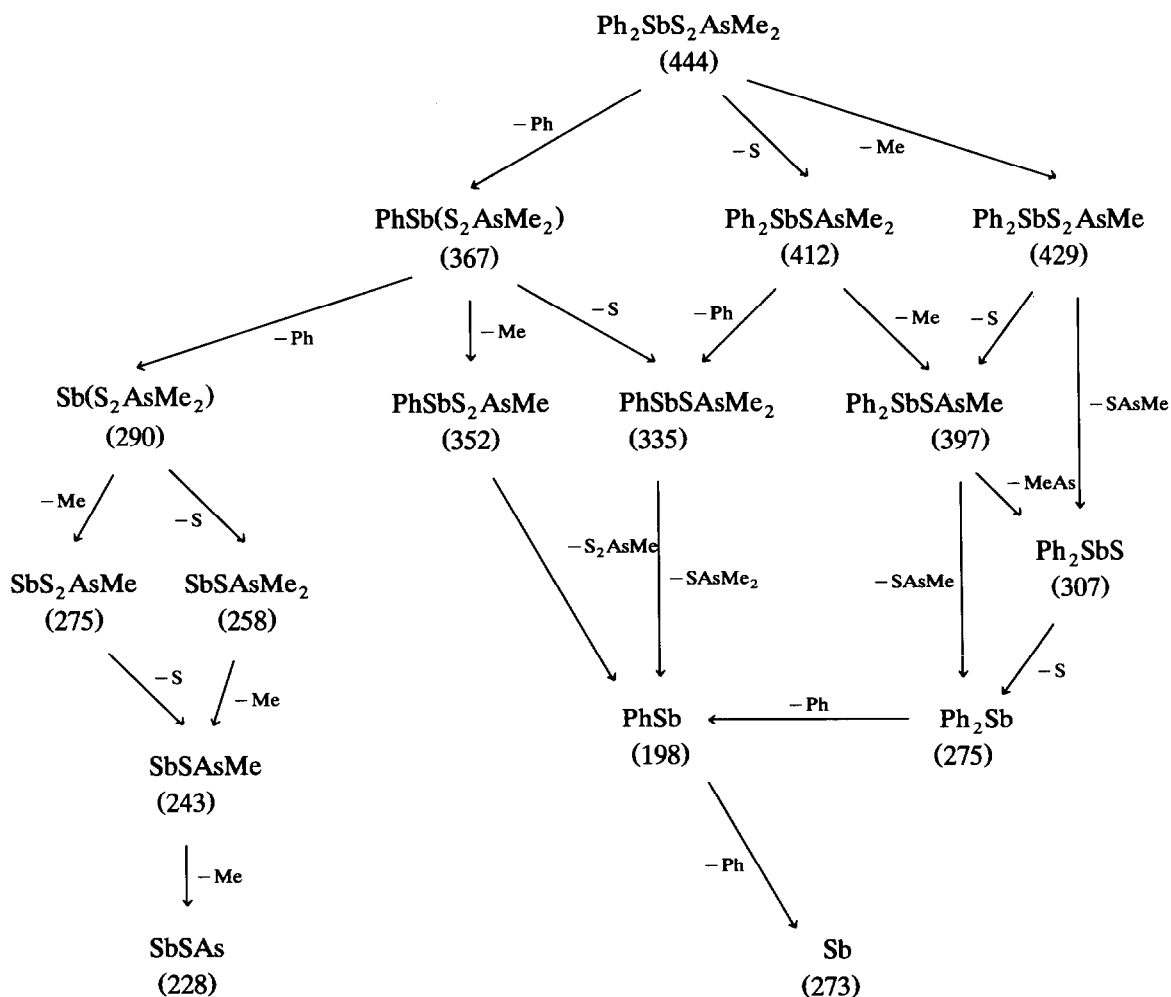 Ph₂SbS₂AsMe₂
(444)
–Ph
–S
–Me
PhSb(S₂AsMe₂)
(367)
Ph₂SbSAsMe₂
(412)
Ph₂SbS₂AsMe
(429)
–Ph
–Me
–S
–Ph
–Me
–S
–SAsMe
Sb(S₂AsMe₂)
(290)
PhSbS₂AsMe
(352)
PhSbSAsMe₂
(335)
Ph₂SbSAsMe
(397)
–Me
–S
–S₂AsMe
–SAsMe₂
–SAsMe
–MeAs
SbS₂AsMe
(275)
SbSAsMe₂
(258)
Ph₂SbS
(307)
–S
–Me
–S
SbSAsMe
(243)
PhSb
(198)
–Ph
Ph₂Sb
(275)
–Me
–Ph
SbSAs
(228)
Sb
(273)